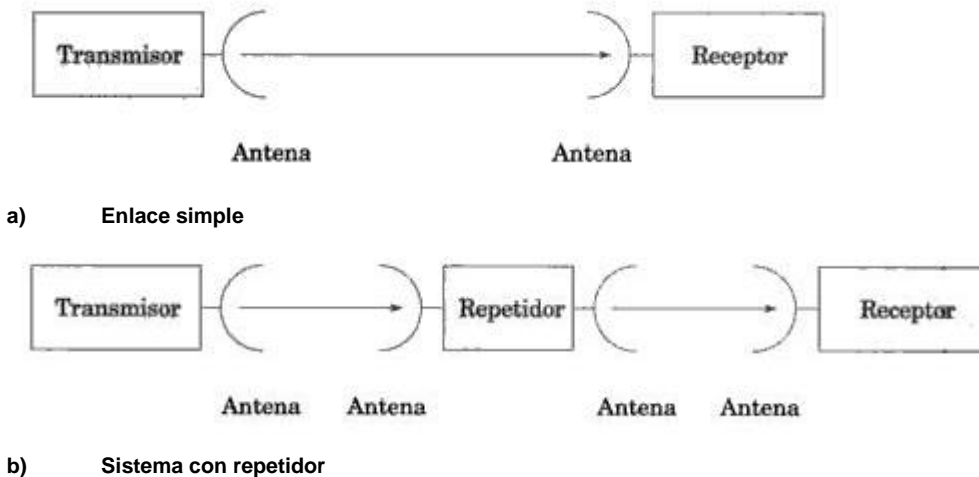 Transmisor Receptor
Antena Antena
a) Enlace simple
Transmisor Repetidor Receptor
Antena Antena Antena Antena
b) Sistema con repetidor